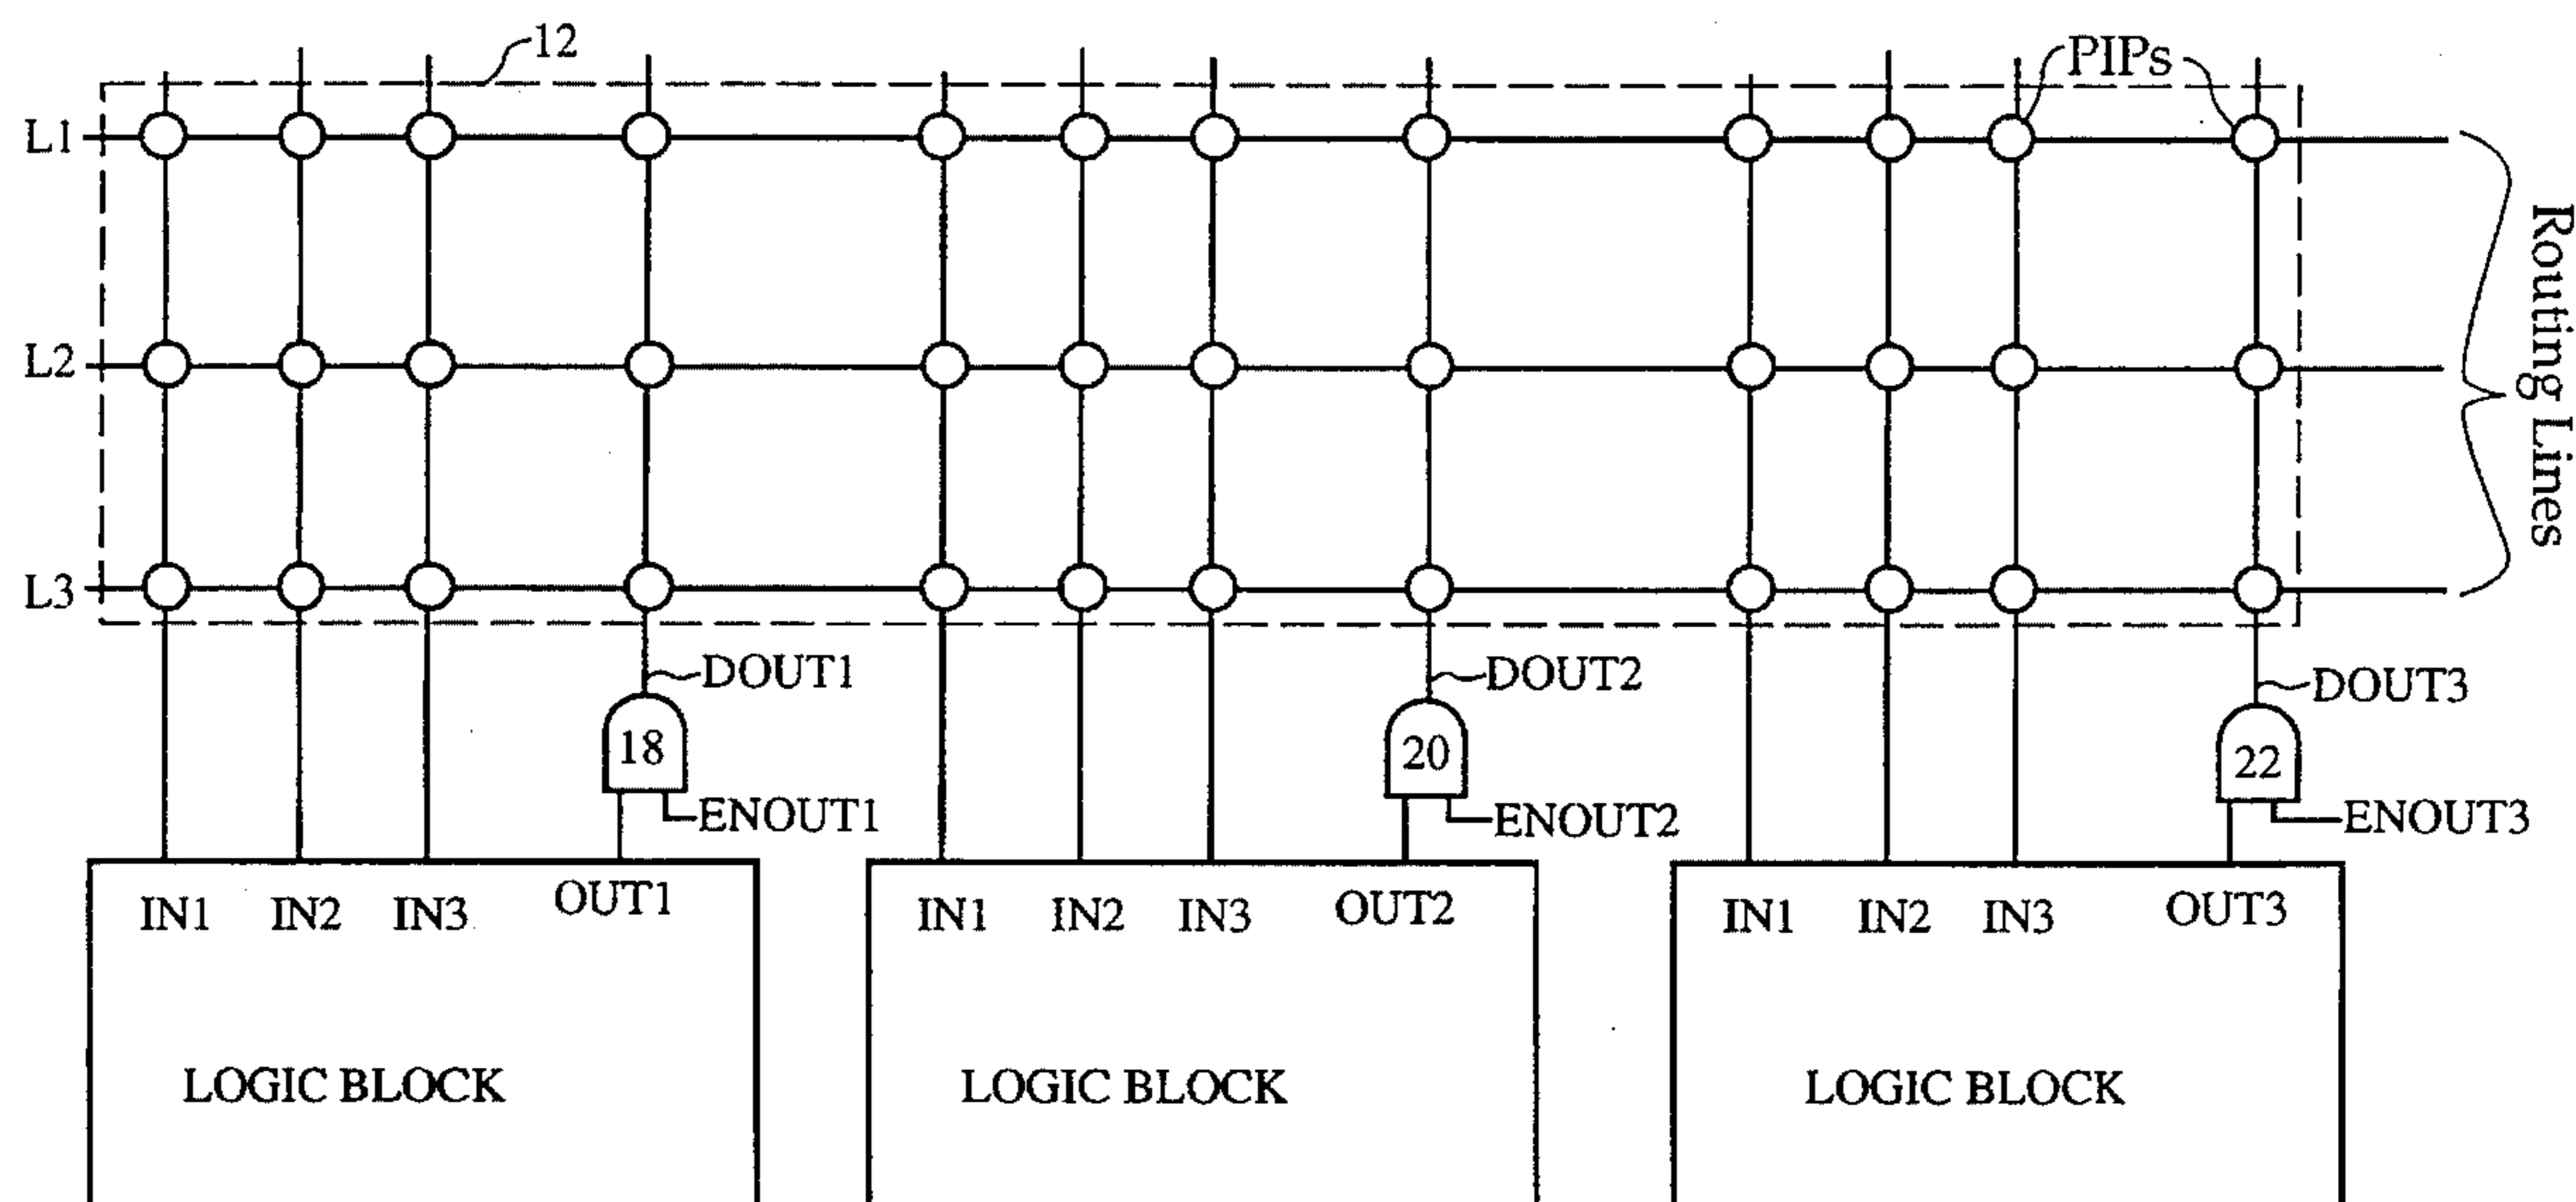 12
PIPs
L1
L2
L3
Routing Lines
DOUT1
DOUT2
DOUT3
18
20
22
ENOUT1
ENOUT2
ENOUT3
IN1 IN2 IN3 OUT1
IN1 IN2 IN3 OUT2
IN1 IN2 IN3 OUT3
LOGIC BLOCK
LOGIC BLOCK
LOGIC BLOCK